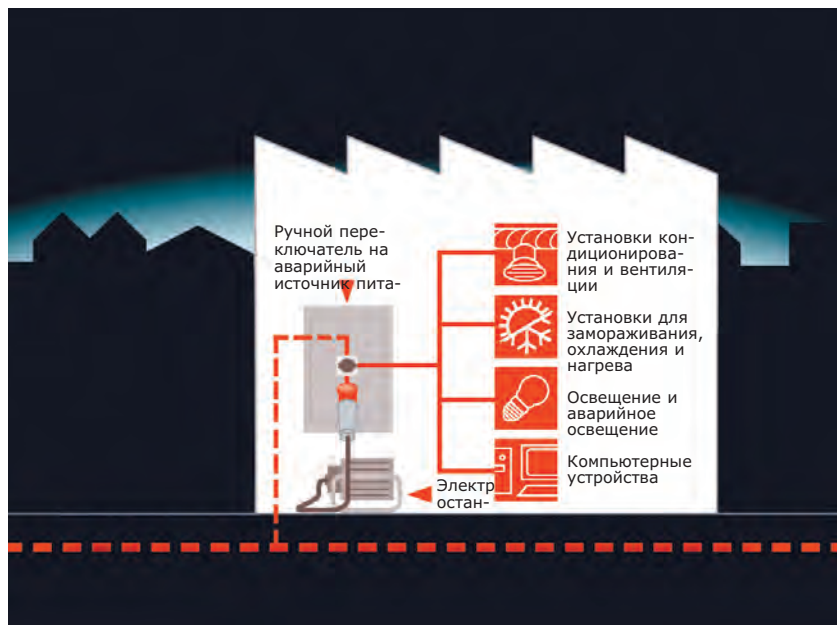 Ручной пере-
ключатель на
аварийный
источник пита-
Установки кон-
диционирова-
ния и вентиля-
ции
Установки для
замораживания,
охлаждения и
нагрева
Освещение и
аварийное
освещение
Компьютерные
устройства
Электр
остан-